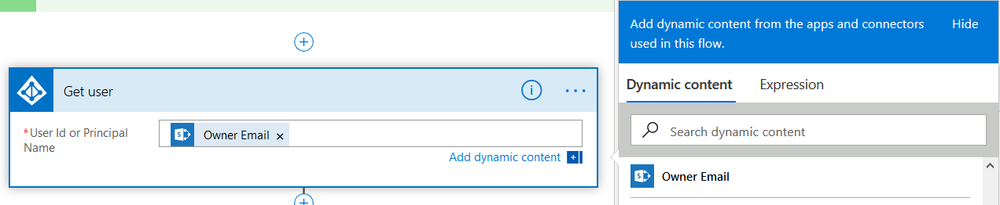 Get user
*User Id or Principal
Name
Owner Email ×
Add dynamic content
Add dynamic content from the apps and connectors
used in this flow.
Hide
Dynamic content
Expression
Search dynamic content
Owner Email